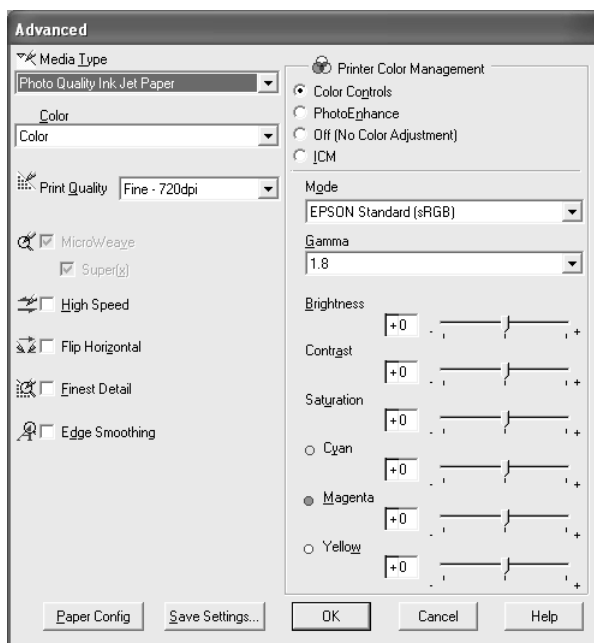 Advanced
Media Type
Photo Quality Ink Jet Paper
Color
Color
Print Quality
Fine - 720dpi
MicroWeave
Super(x)
High Speed
Flip Horizontal
Finest Detail
Edge Smoothing
Printer Color Management
Color Controls
PhotoEnhance
Off (No Color Adjustment)
ICM
Mode
EPSON Standard (sRGB)
Gamma
1.8
Brightness
+0
- +
Contrast
+0
- +
Saturation
+0
- +
Cyan
+0
- +
Magenta
+0
- +
Yellow
+0
- +
Paper Config
Save Settings...
OK
Cancel
Help